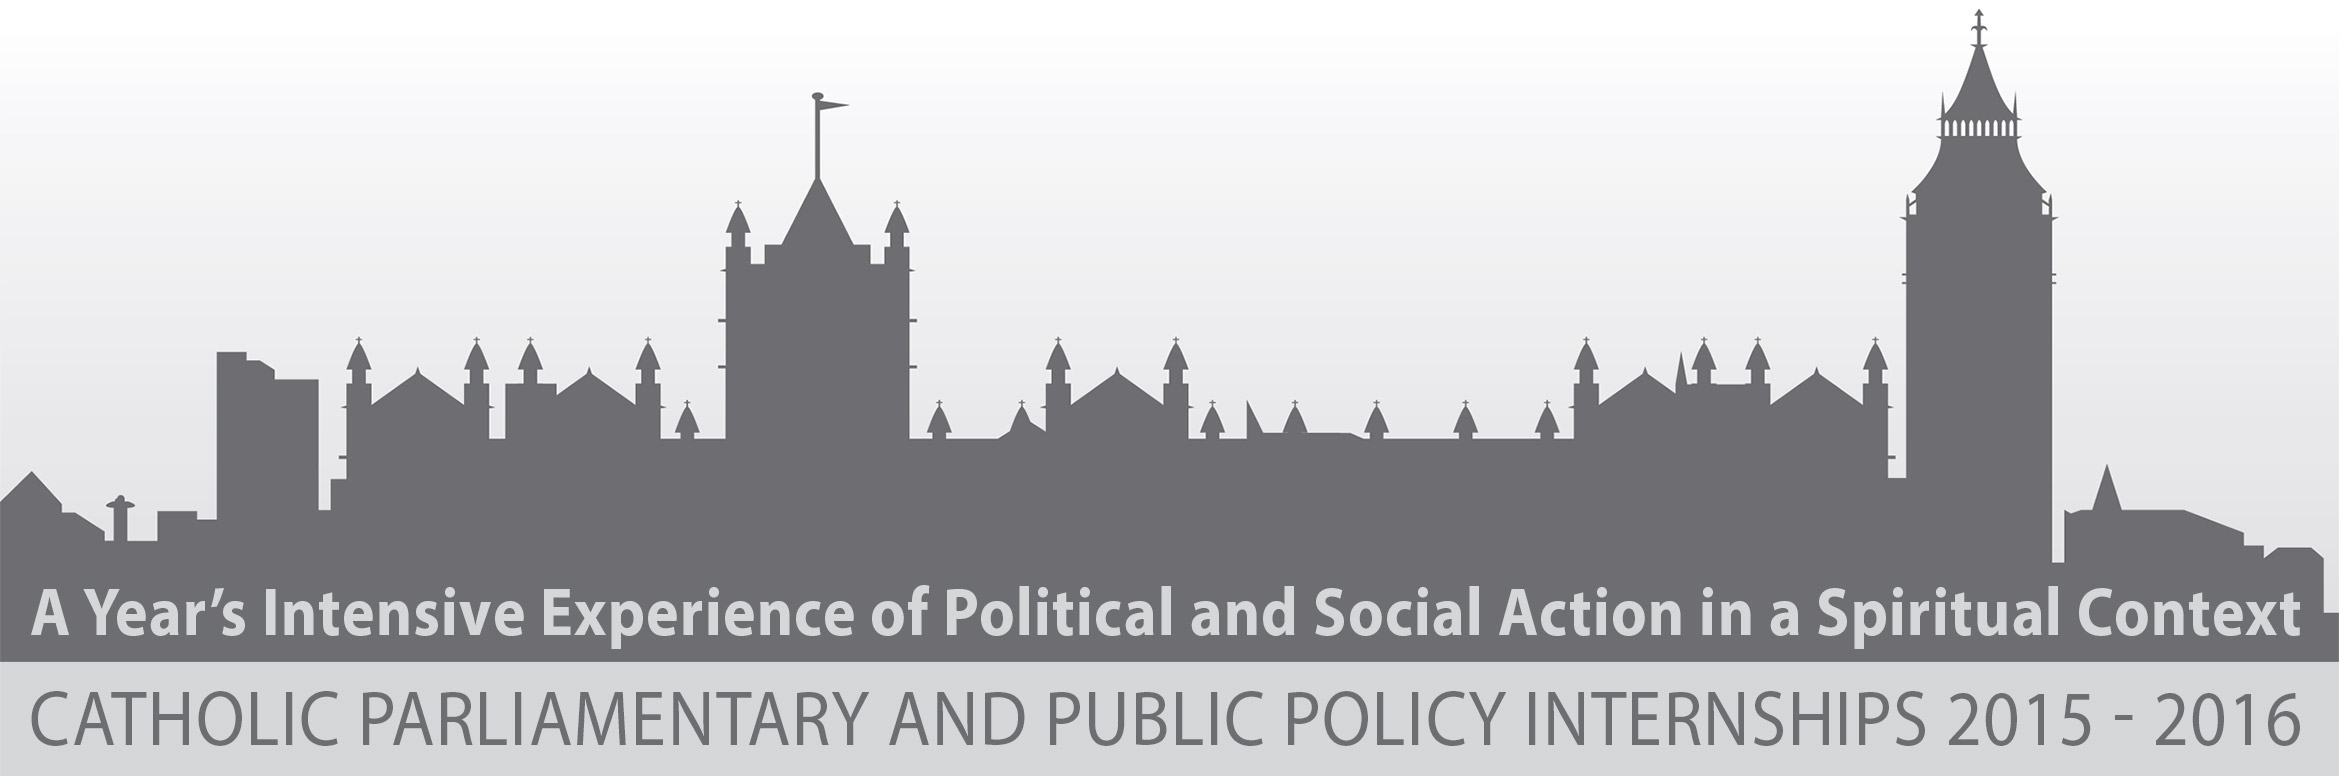 A Year’s Intensive Experience of Political and Social Action in a Spiritual Context
CATHOLIC PARLIAMENTARY AND PUBLIC POLICY INTERNSHIPS 2015 - 2016